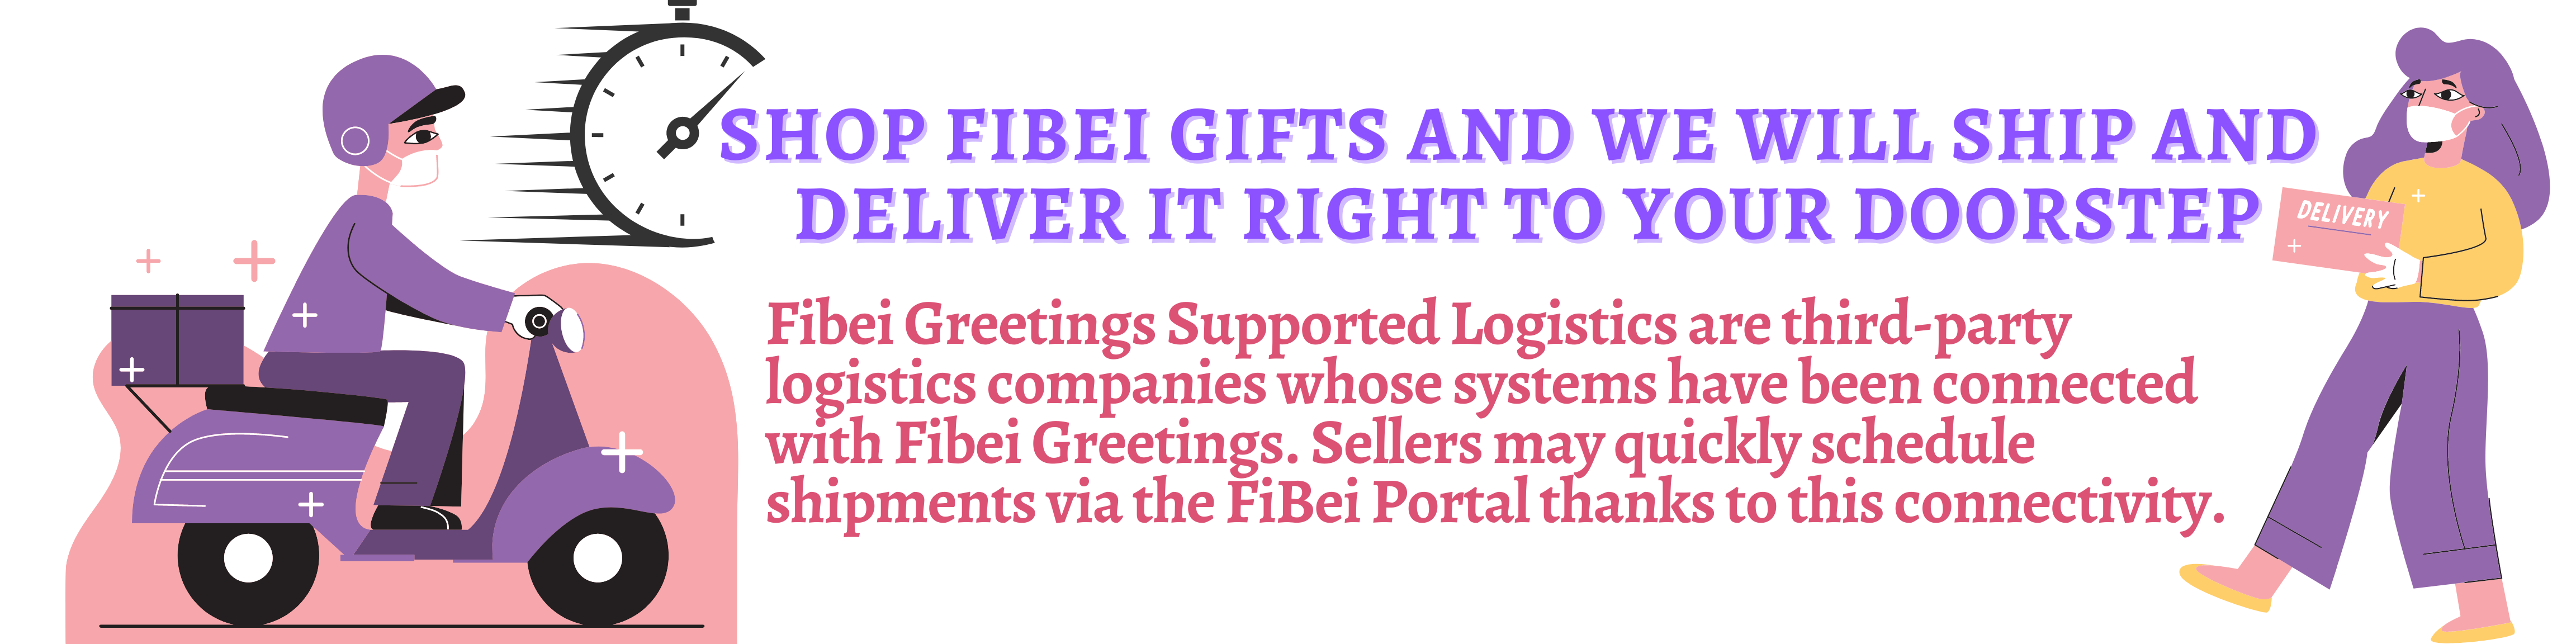 SHOP FIBEI GIFTS AND WE WILL SHIP AND
DELIVER IT RIGHT TO YOUR DOORSTEP
DELIVERY
Fibei Greetings Supported Logistics are third-party
logistics companies whose systems have been connected
with Fibei Greetings. Sellers may quickly schedule
shipments via the FiBei Portal thanks to this connectivity.